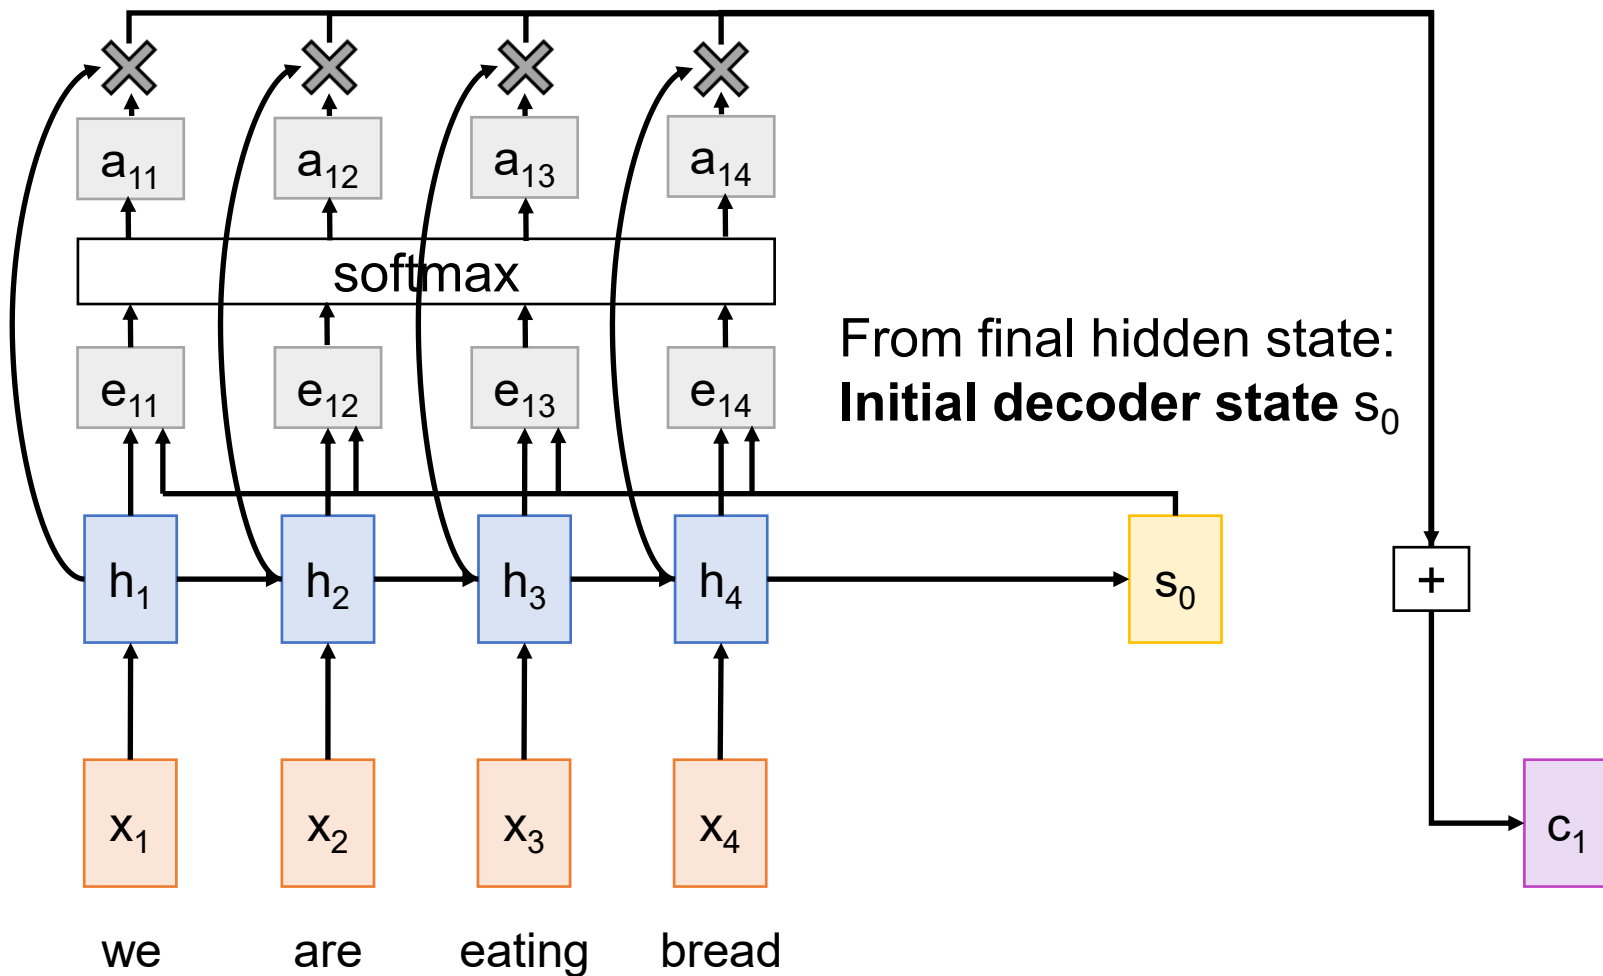 a₁₁ a₁₂ a₁₃ a₁₄
softmax
From final hidden state:
e₁₁ e₁₂ e₁₃ e₁₄
Initial decoder state s₀
h₁ h₂ h₃ h₄ s₀ +
x₁ x₂ x₃ x₄ c₁
we are eating bread